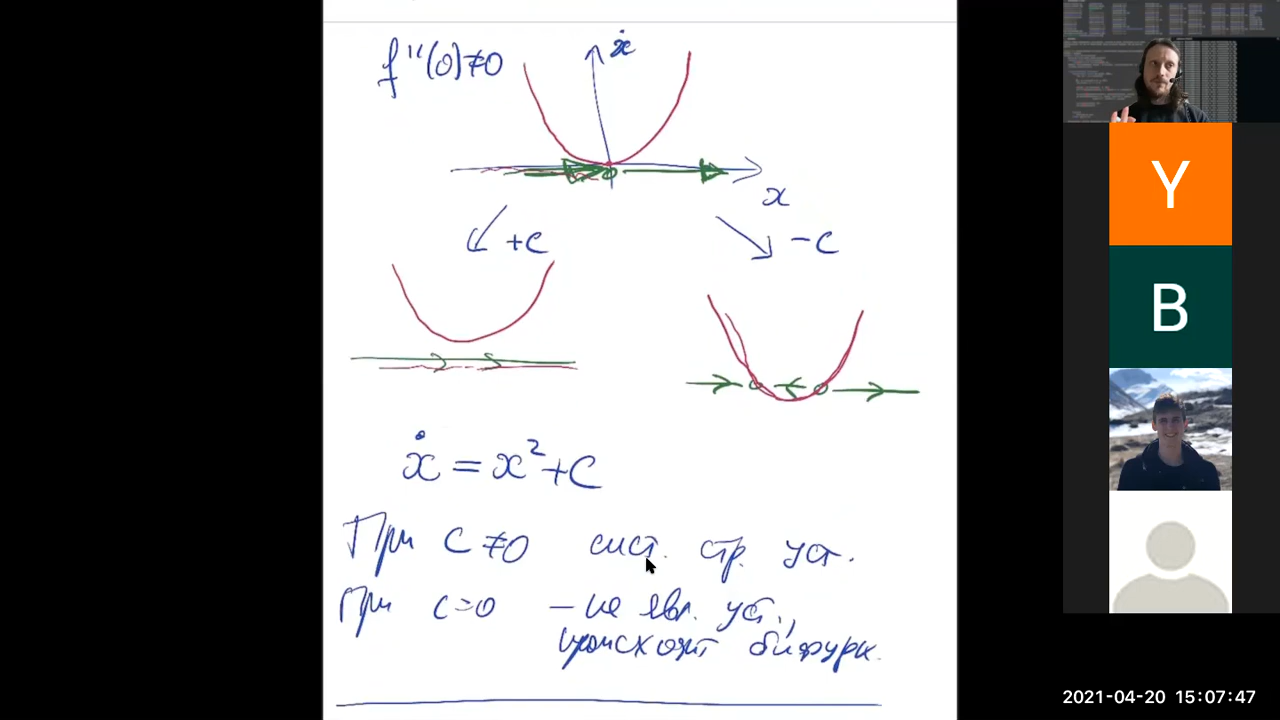 f''(0)≠0
ẋ
x
+c
-c
ẋ = x²+C
При C≠0 сист. стр. уст.
При c=0 – не явл. уст.,
происходит бифурк.
Y
B
2021-04-20 15:07:47